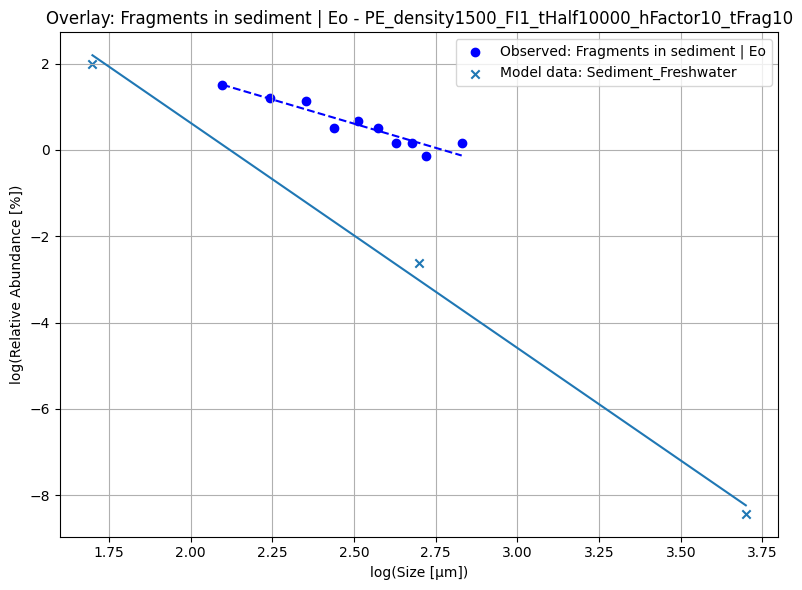 Overlay: Fragments in sediment | Eo - PE_density1500_FI1_tHalf10000_hFactor10_tFrag10
Observed: Fragments in sediment | Eo
Model data: Sediment_Freshwater
log(Relative Abundance [%])
2
0
−2
−4
−6
−8
1.75 2.00 2.25 2.50 2.75 3.00 3.25 3.50 3.75
log(Size [μm])